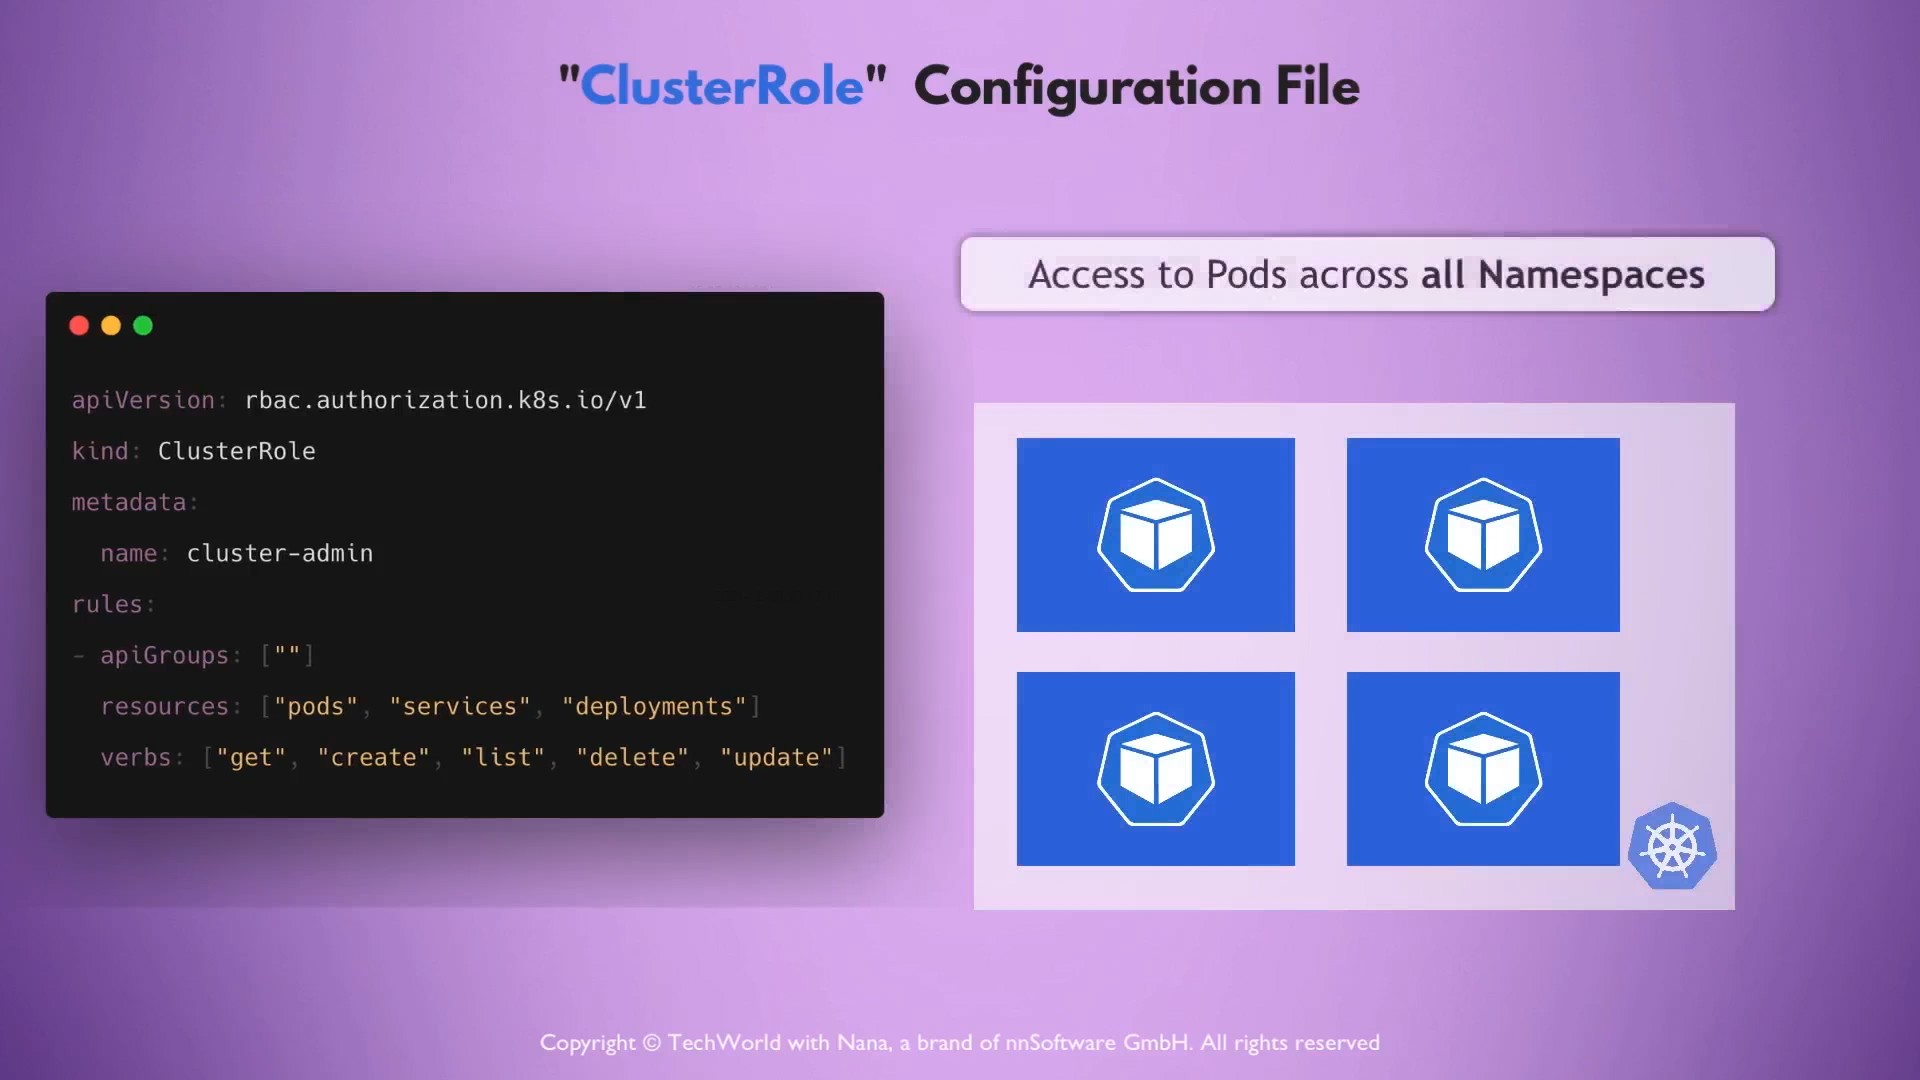 "ClusterRole" Configuration File
Access to Pods across all Namespaces
apiVersion: rbac.authorization.k8s.io/v1
kind: ClusterRole
metadata:
  name: cluster-admin
rules:
- apiGroups: [""]
  resources: ["pods", "services", "deployments"]
  verbs: ["get", "create", "list", "delete", "update"]
Copyright © TechWorld with Nana, a brand of nnSoftware GmbH. All rights reserved